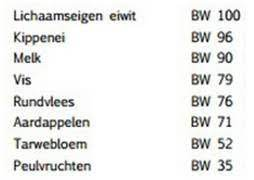 Lichaamseigen eiwit BW 100
Kippenei BW 96
Melk BW 90
Vis BW 79
Rundvlees BW 76
Aardappelen BW 71
Tarwebloem BW 52
Peulvruchten BW 35